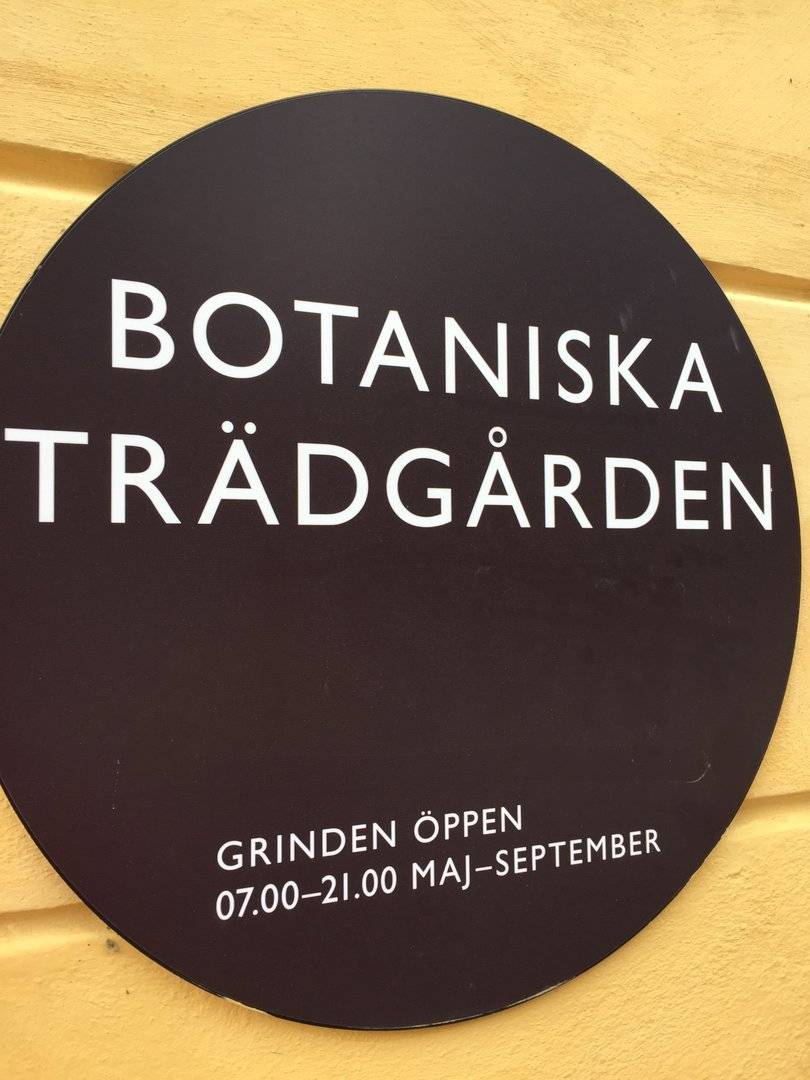 BOTANISKA
TRÄDGÅRDEN
GRINDEN ÖPPEN
07.00–21.00 MAJ–SEPTEMBER